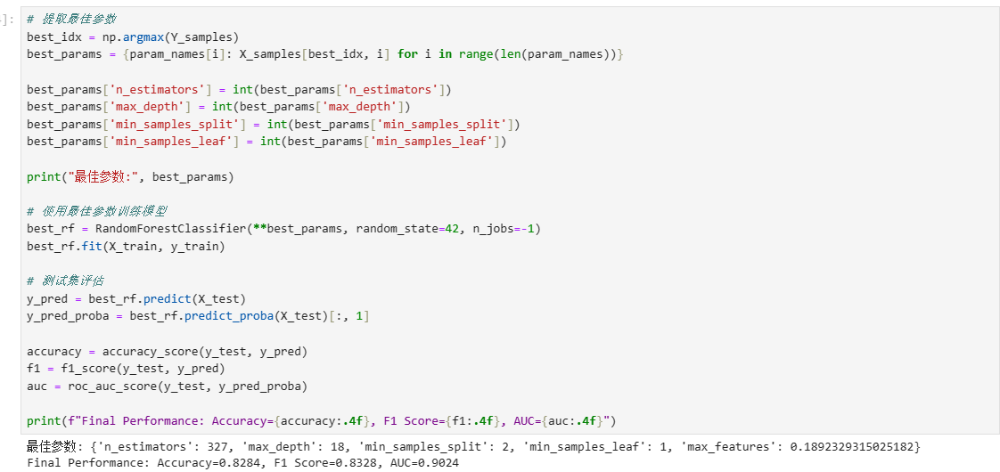 ]:
# 提取最佳参数
best_idx = np.argmax(Y_samples)
best_params = {param_names[i]: X_samples[best_idx, i] for i in range(len(param_names))}
best_params['n_estimators'] = int(best_params['n_estimators'])
best_params['max_depth'] = int(best_params['max_depth'])
best_params['min_samples_split'] = int(best_params['min_samples_split'])
best_params['min_samples_leaf'] = int(best_params['min_samples_leaf'])
print("最佳参数:", best_params)
# 使用最佳参数训练模型
best_rf = RandomForestClassifier(**best_params, random_state=42, n_jobs=-1)
best_rf.fit(X_train, y_train)
# 测试集评估
y_pred = best_rf.predict(X_test)
y_pred_proba = best_rf.predict_proba(X_test)[:, 1]
accuracy = accuracy_score(y_test, y_pred)
f1 = f1_score(y_test, y_pred)
auc = roc_auc_score(y_test, y_pred_proba)
print(f"Final Performance: Accuracy={accuracy:.4f}, F1 Score={f1:.4f}, AUC={auc:.4f}")
最佳参数: {'n_estimators': 327, 'max_depth': 18, 'min_samples_split': 2, 'min_samples_leaf': 1, 'max_features': 0.1892329315025182}
Final Performance: Accuracy=0.8284, F1 Score=0.8328, AUC=0.9024